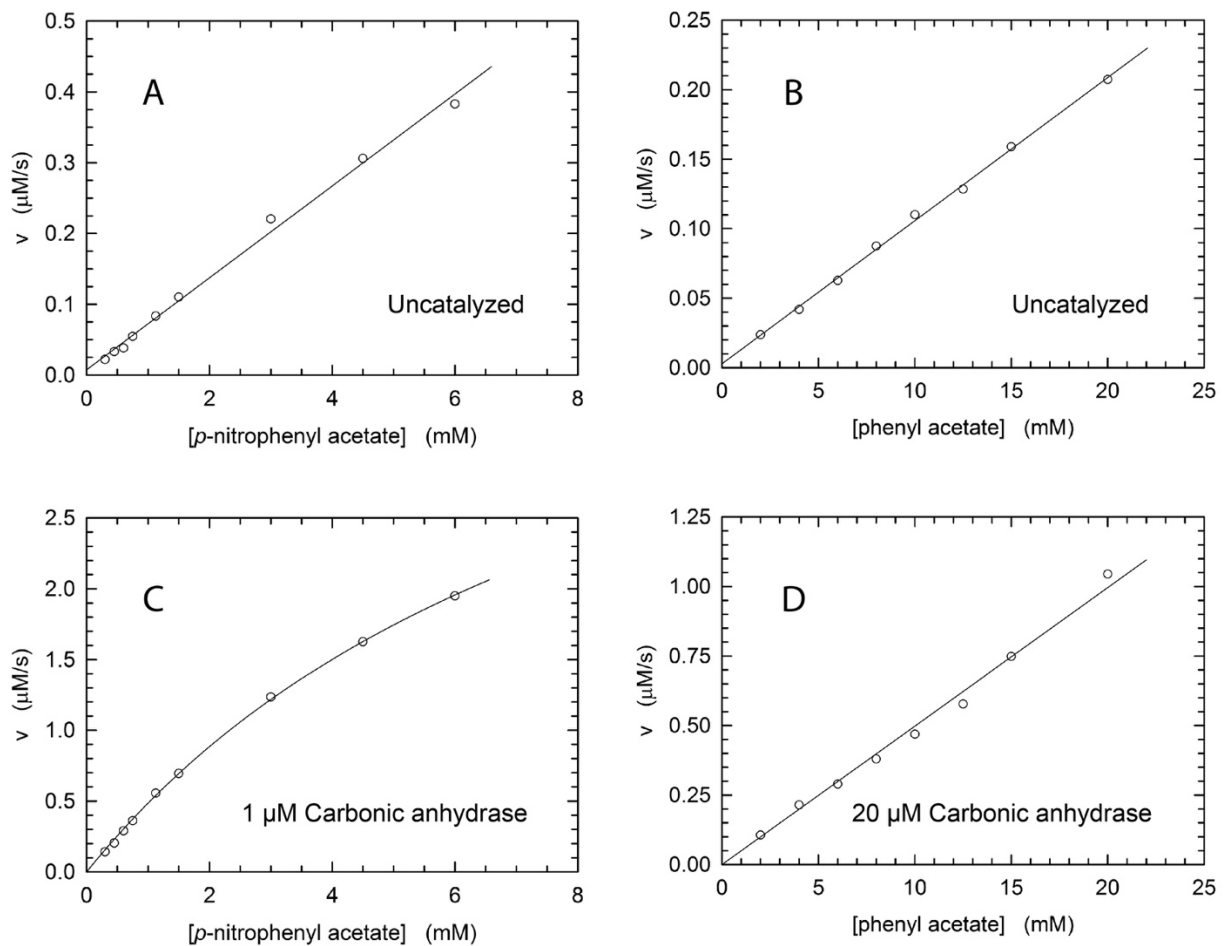 A
v (µM/s)
0.5
0.4
0.3
0.2
0.1
0.0
Uncatalyzed
0 2 4 6 8
[p-nitrophenyl acetate] (mM)
B
v (µM/s)
0.25
0.20
0.15
0.10
0.05
0.00
Uncatalyzed
0 5 10 15 20 25
[phenyl acetate] (mM)
C
v (µM/s)
2.5
2.0
1.5
1.0
0.5
0.0
1 µM Carbonic anhydrase
0 2 4 6 8
[p-nitrophenyl acetate] (mM)
D
v (µM/s)
1.25
1.00
0.75
0.50
0.25
0.00
20 µM Carbonic anhydrase
0 5 10 15 20 25
[phenyl acetate] (mM)